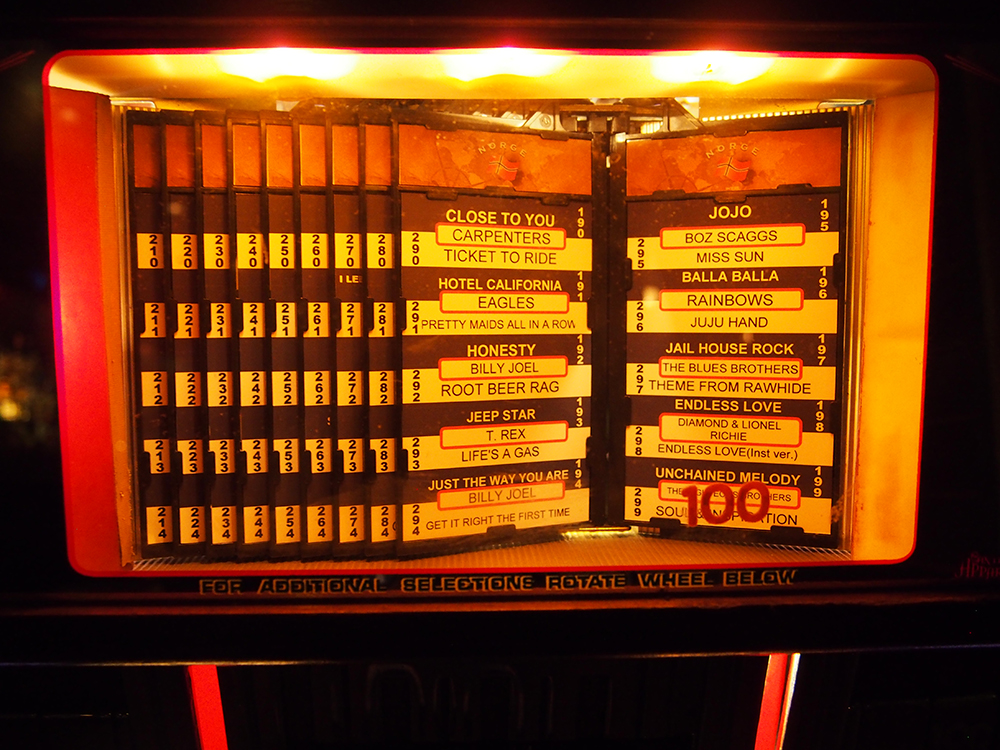 NORGE
CLOSE TO YOU
190
CARPENTERS
290
TICKET TO RIDE
HOTEL CALIFORNIA
191
EAGLES
291
PRETTY MAIDS ALL IN A ROW
HONESTY
192
BILLY JOEL
292
ROOT BEER RAG
JEEP STAR
193
T. REX
293
LIFE'S A GAS
JUST THE WAY YOU ARE
194
BILLY JOEL
294
GET IT RIGHT THE FIRST TIME
NORGE
JOJO
195
BOZ SCAGGS
295
MISS SUN
BALLA BALLA
196
RAINBOWS
296
JUJU HAND
JAIL HOUSE ROCK
197
THE BLUES BROTHERS
297
THEME FROM RAWHIDE
ENDLESS LOVE
198
DIAMOND & LIONEL
RICHIE
298
ENDLESS LOVE(Inst ver.)
UNCHAINED MELODY
199
THE
299
100
210 220 230 240 250 260 270 280
I LE
211 221 231 241 251 261 271 281
212 222 232 242 252 262 272 282
213 223 233 243 253 263 273 283
214 224 234 244 254 264 274 284
FOR ADDITIONAL SELECTIONS ROTATE WHEEL BELOW